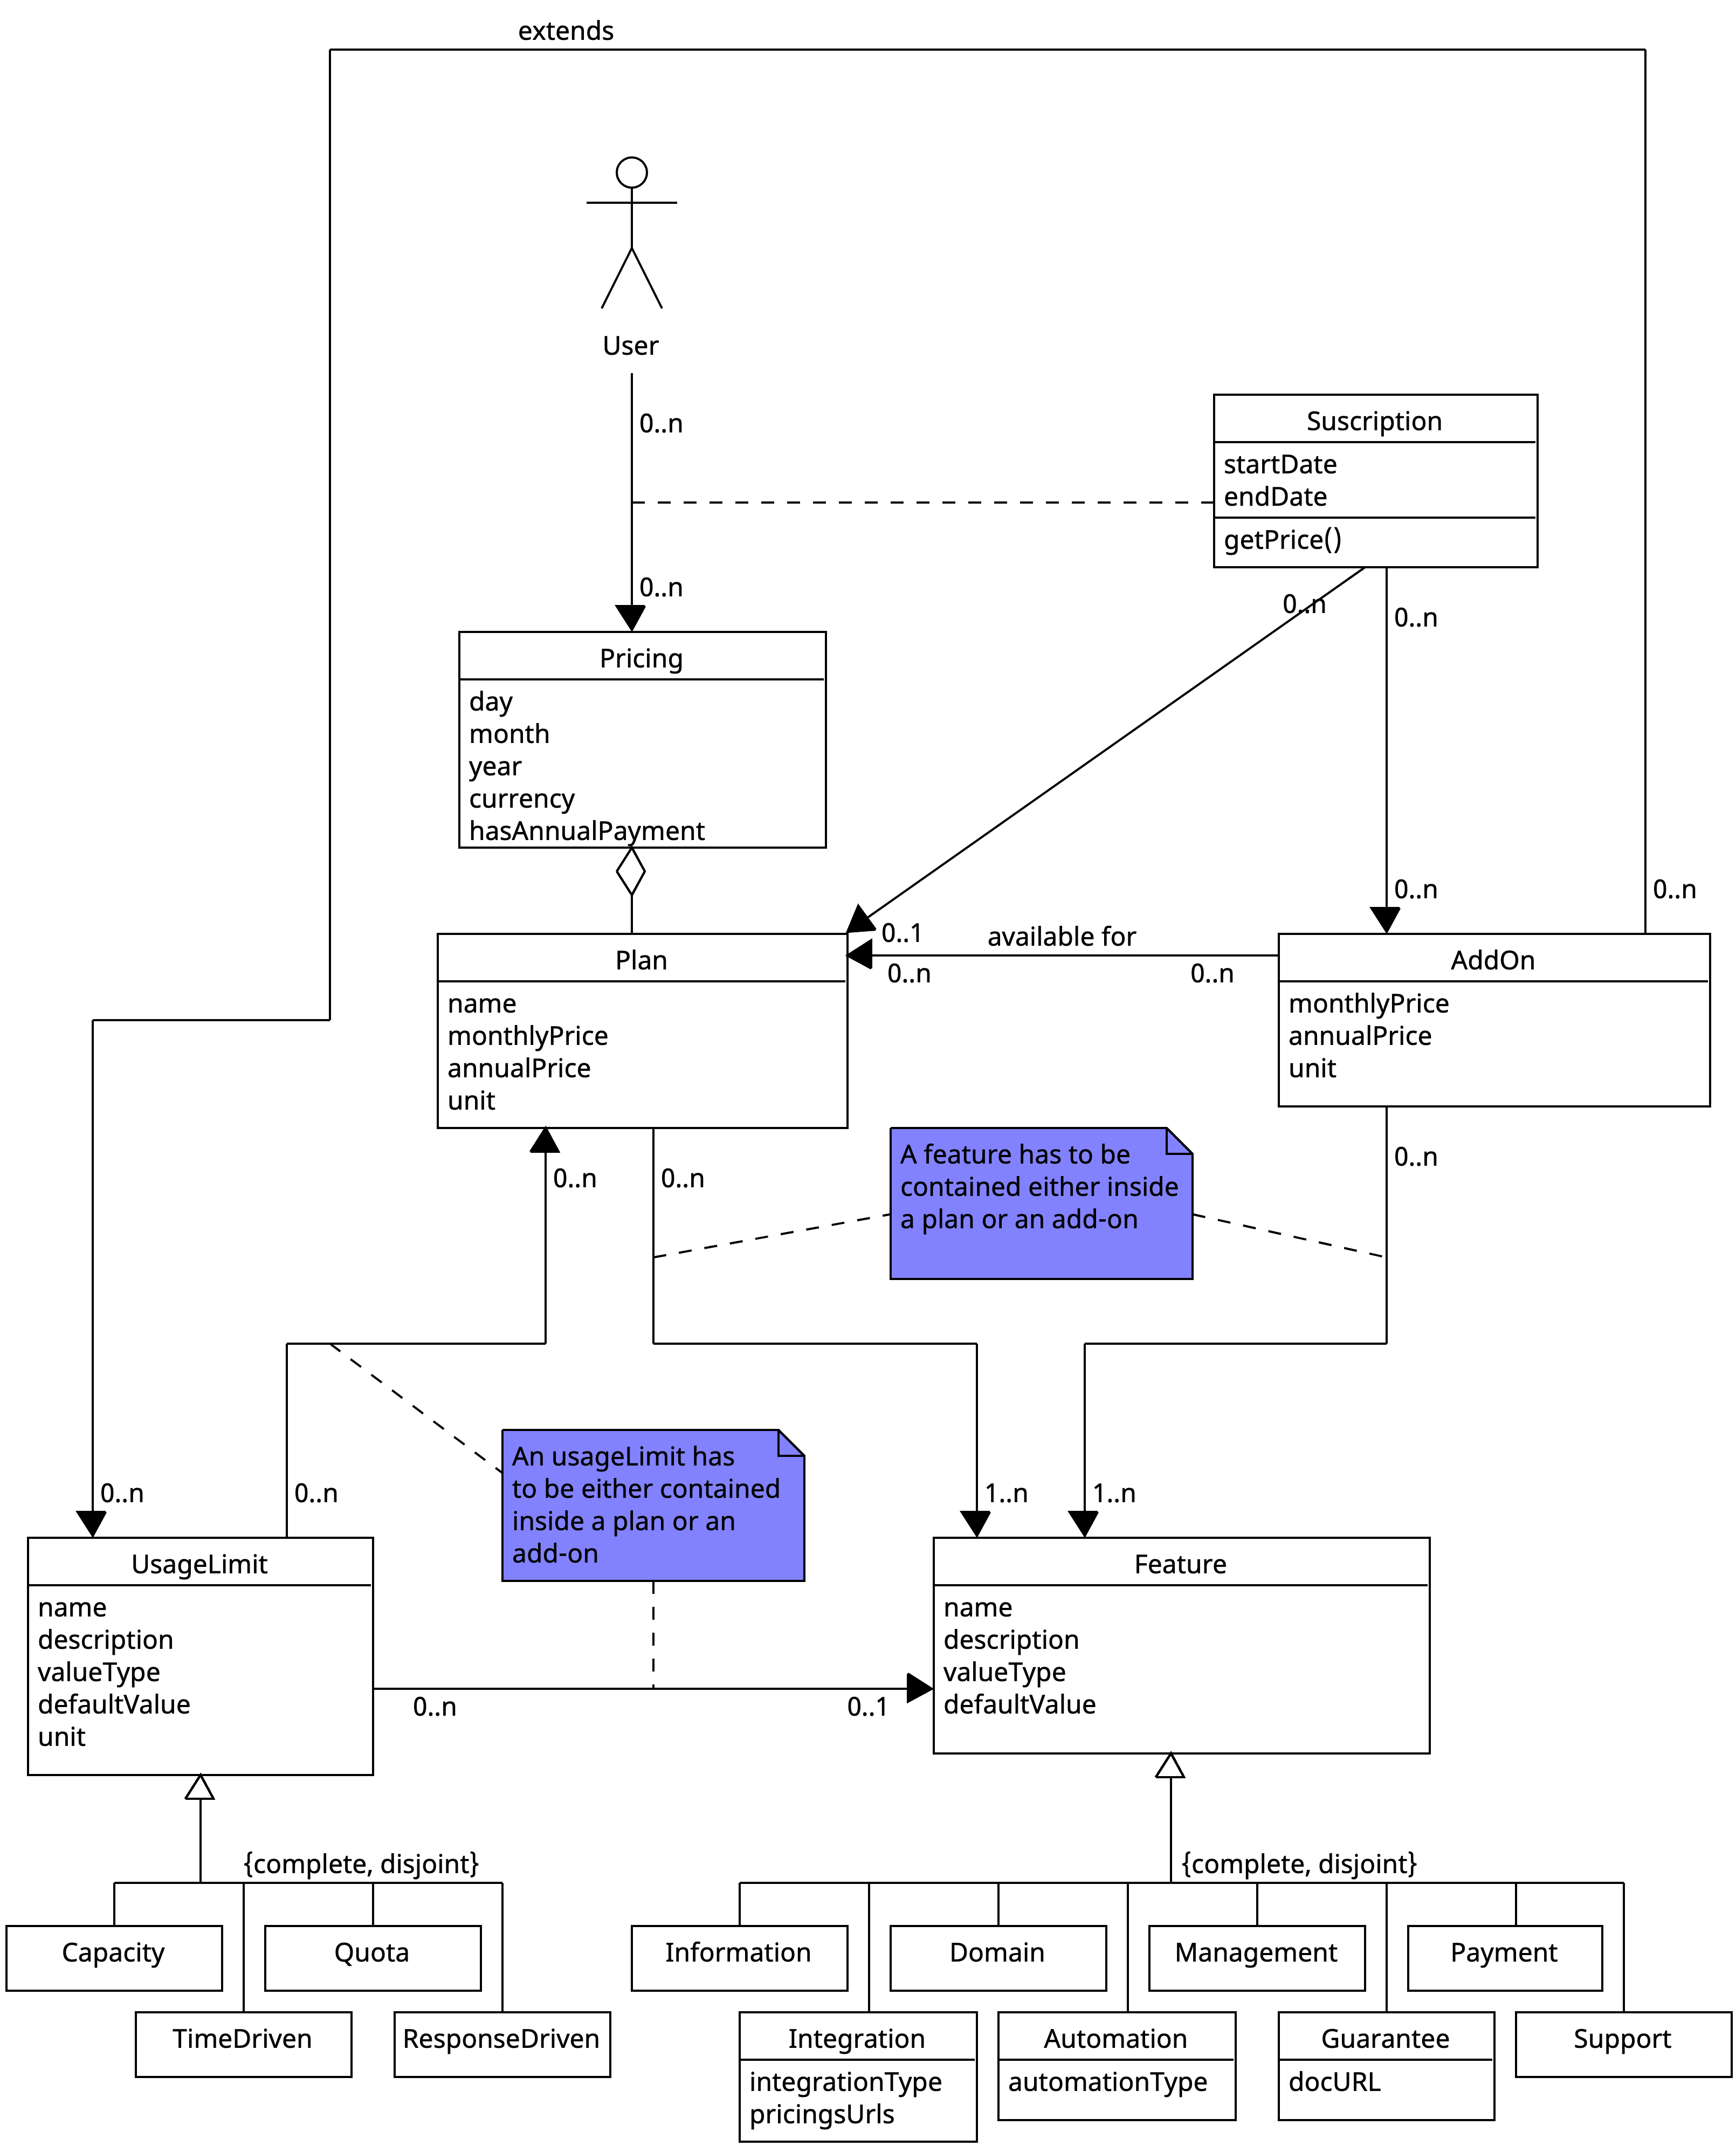 extends
User
0..n
Suscription
startDate
endDate
getPrice()
0..n
0..n
0..n
Pricing
day
month
year
currency
hasAnnualPayment
0..n
0..n
0..1
available for
0..n
0..n
Plan
name
monthlyPrice
annualPrice
unit
AddOn
monthlyPrice
annualPrice
unit
0..n
0..n
A feature has to be
contained either inside
a plan or an add-on
0..n
An usageLimit has
to be either contained
inside a plan or an
add-on
0..n
0..n
1..n
1..n
UsageLimit
name
description
valueType
defaultValue
unit
0..n
0..1
Feature
name
description
valueType
defaultValue
{complete, disjoint}
{complete, disjoint}
Capacity
Quota
Information
Domain
Management
Payment
TimeDriven
ResponseDriven
Integration
integrationType
pricingsUrls
Automation
automationType
Guarantee
docURL
Support